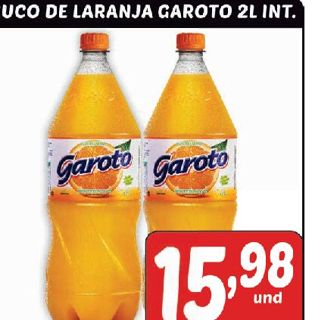 UCO DE LARANJA GAROTO 2L INT.
Garoto
Garoto
15,98
und